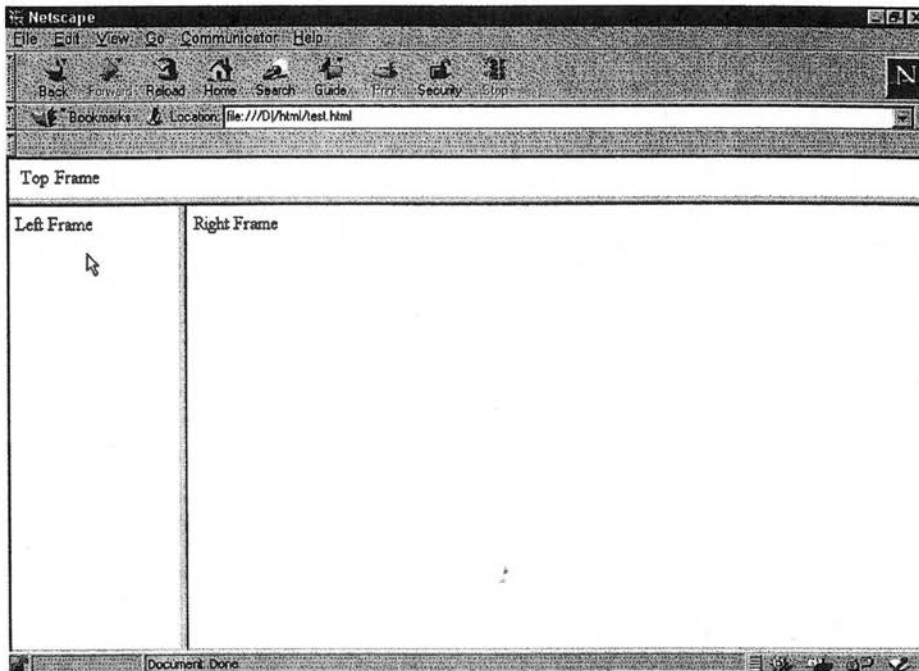 Netscape
File Edit View Go Communicator Help
Back Forward Reload Home Search Guide Print Security Stop
N
Bookmarks Location: file:///D|/html/test.html
Top Frame
Left Frame Right Frame
Document: Done